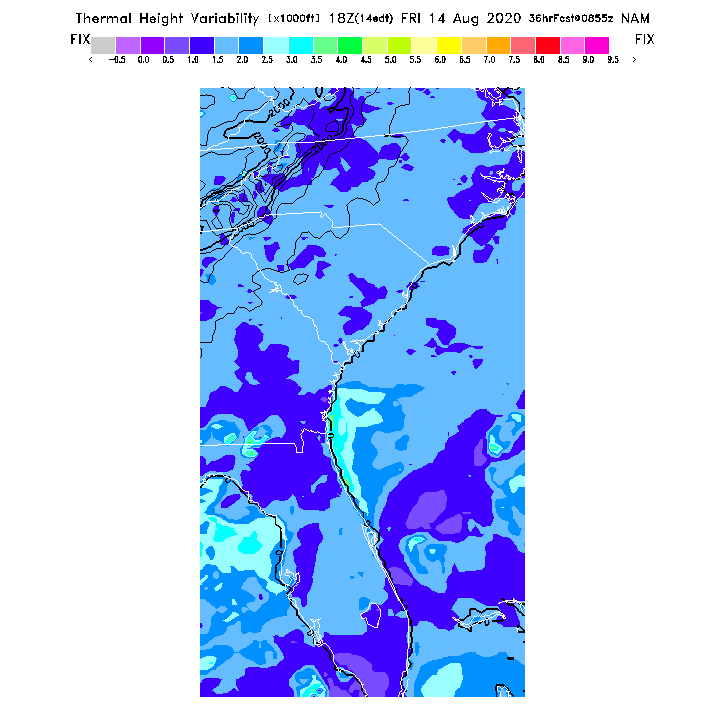 Thermal Height Variability [x1000ft] 18Z(14edt) FRI 14 Aug 2020 36hrFcst@0855z NAM
FIX FIX
< -0.5 0.0 0.5 1.0 1.5 2.0 2.5 3.0 3.5 4.0 4.5 5.0 5.5 6.0 6.5 7.0 7.5 8.0 8.5 9.0 9.5 >
2000
2000